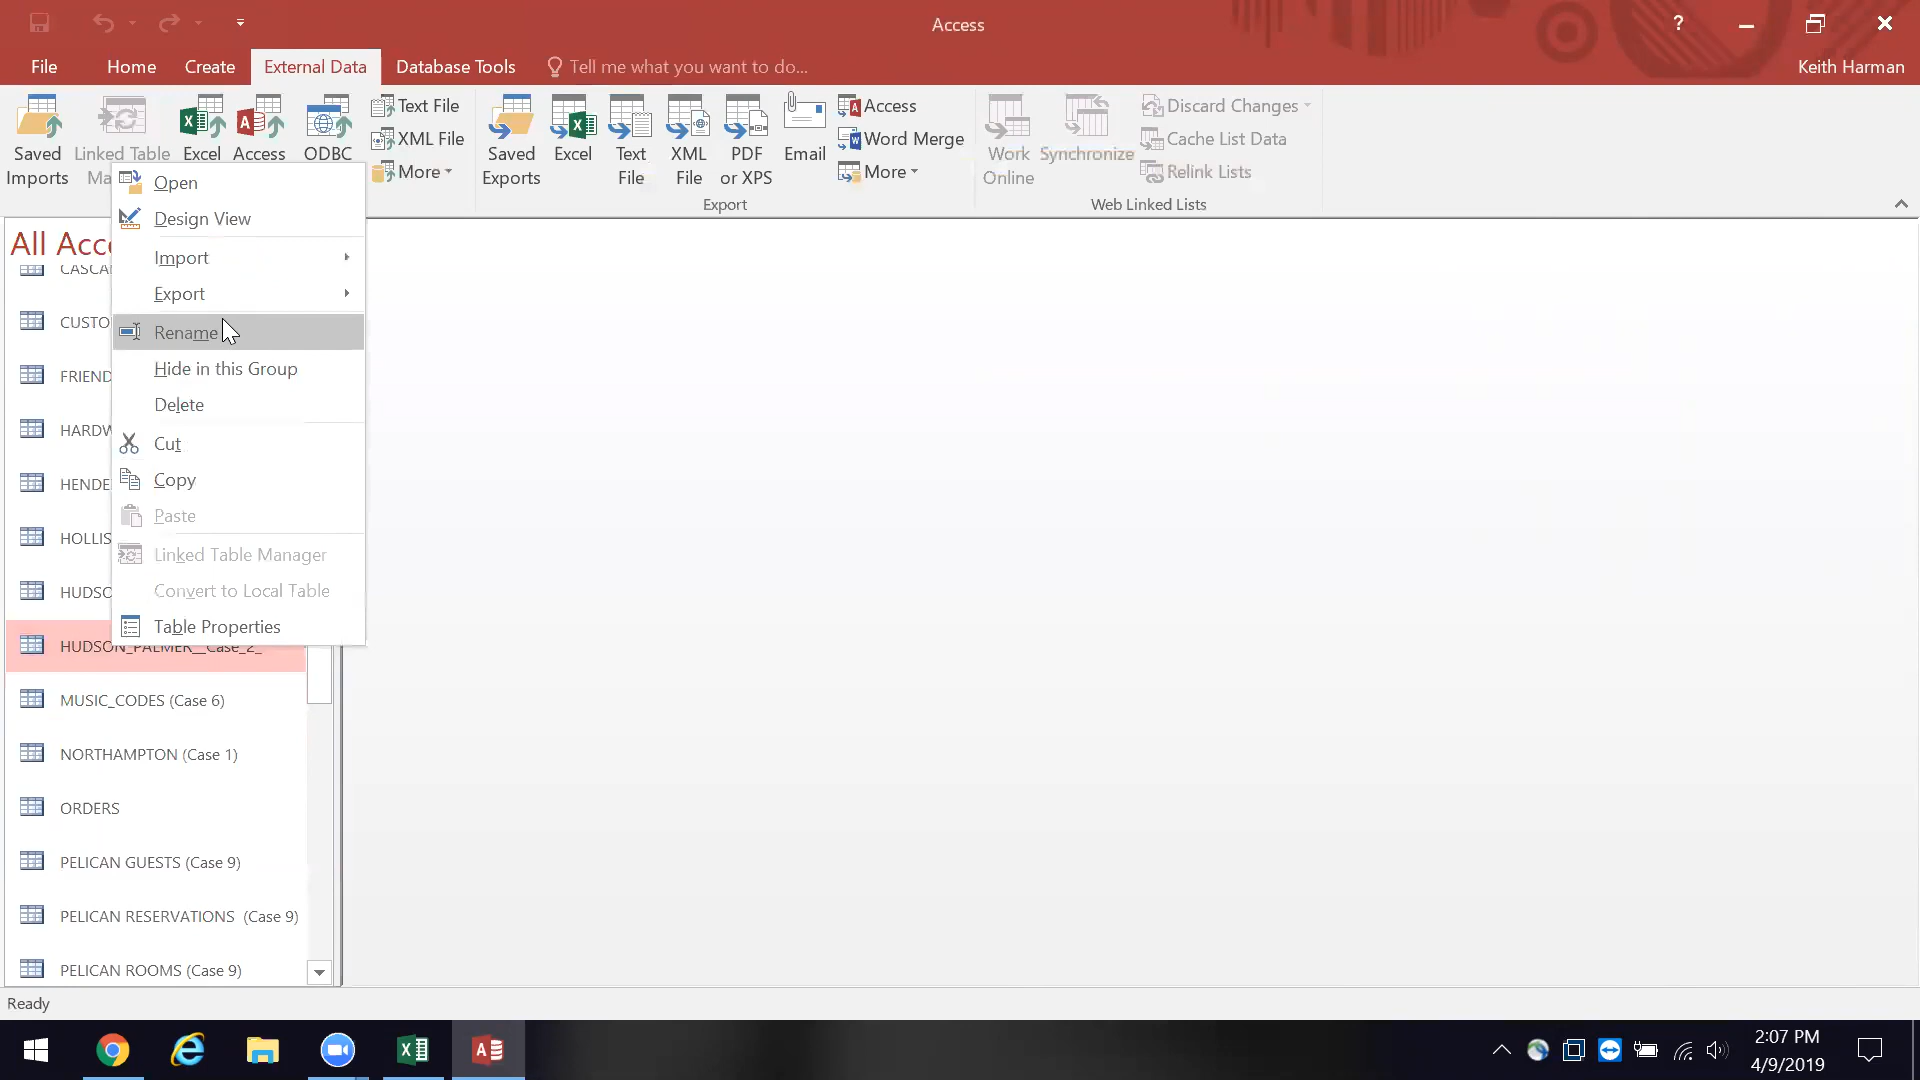 Access
?
File
Home
Create
External Data
Database Tools
Tell me what you want to do...
Keith Harman
Saved Imports
Linked Table
Ma
Excel
Access
ODBC
Text File
XML File
More
Saved Exports
Excel
Text File
XML File
PDF or XPS
Email
Access
Word Merge
More
Export
Work Online
Synchronize
Discard Changes
Cache List Data
Relink Lists
Web Linked Lists
All Acc
Open
Design View
Import
Export
Rename
Hide in this Group
Delete
Cut
Copy
Paste
Linked Table Manager
Convert to Local Table
Table Properties
CASCA
CUSTO
FRIEND
HARDW
HENDE
HOLLIS
HUDSO
HUDSON_PALMER__Case_2_
MUSIC_CODES (Case 6)
NORTHAMPTON (Case 1)
ORDERS
PELICAN GUESTS (Case 9)
PELICAN RESERVATIONS  (Case 9)
PELICAN ROOMS (Case 9)
Ready
2:07 PM
4/9/2019